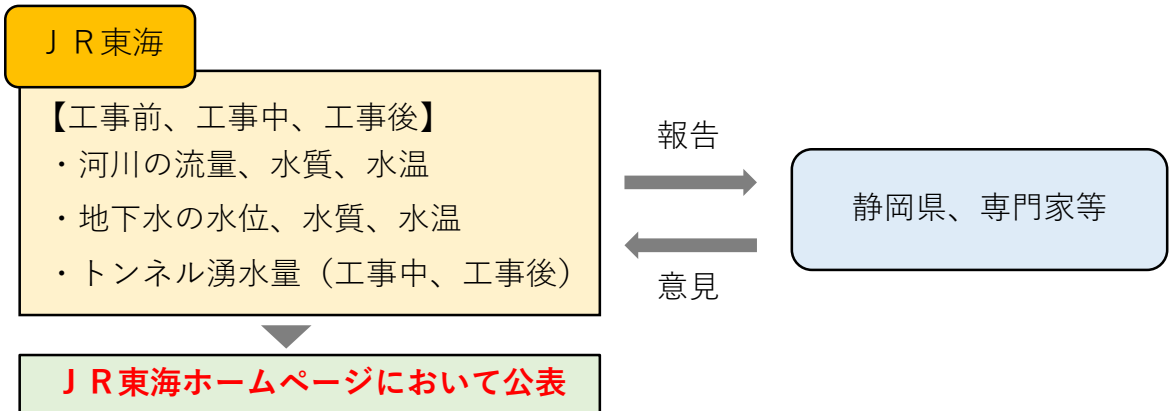 ＪＲ東海
【工事前、工事中、工事後】
・河川の流量、水質、水温
・地下水の水位、水質、水温
・トンネル湧水量（工事中、工事後）
報告
意見
静岡県、専門家等
ＪＲ東海ホームページにおいて公表